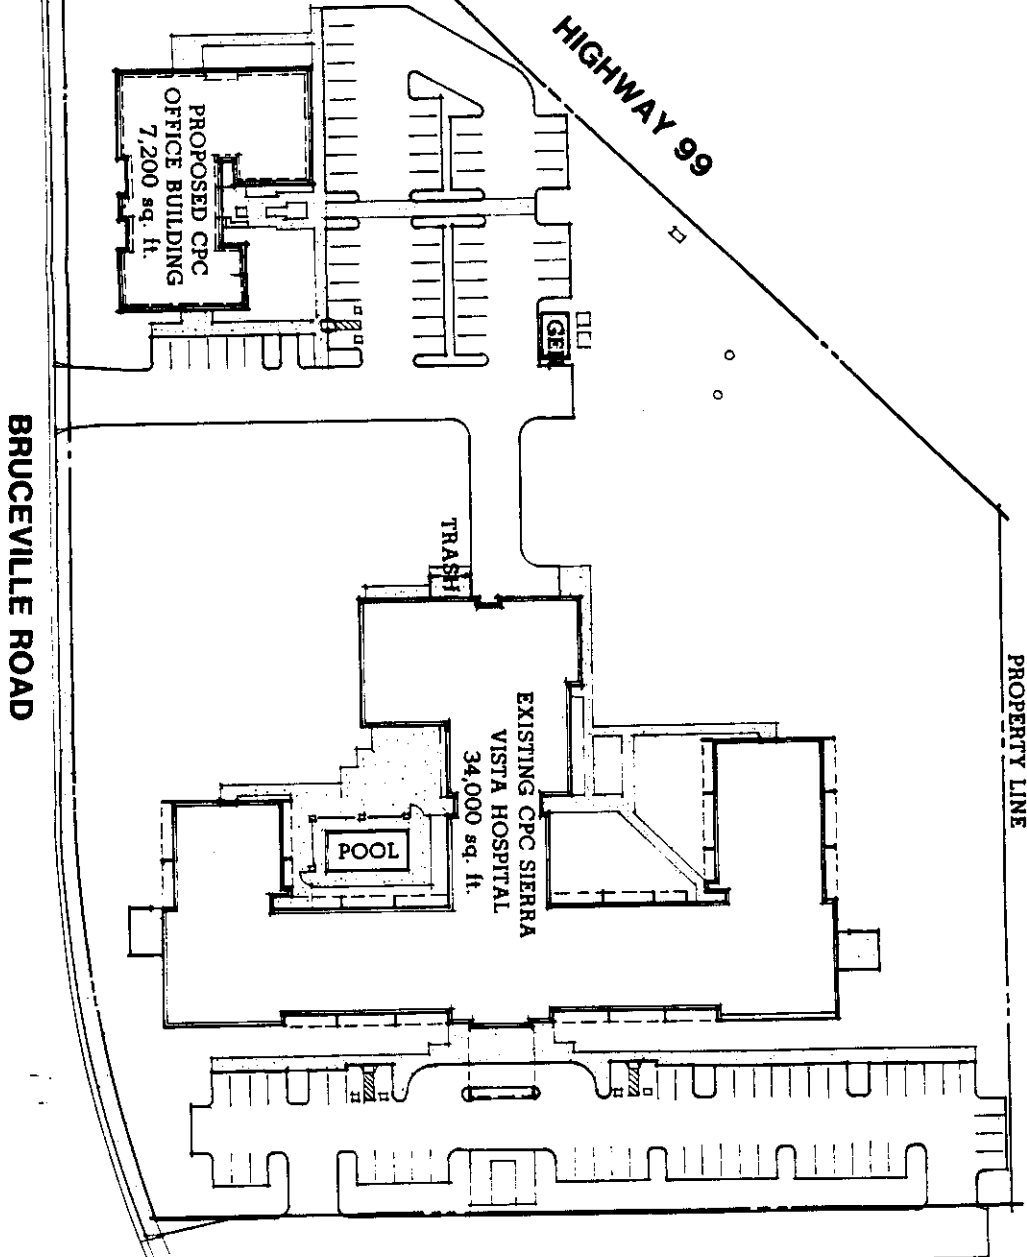 HIGHWAY 99
PROPOSED CPC
OFFICE BUILDING
7,200 sq. ft.
GEN
BRUCEVILLE ROAD
TRASH
PROPERTY LINE
EXISTING CPC SIERRA
VISTA HOSPITAL
34,000 sq. ft.
POOL